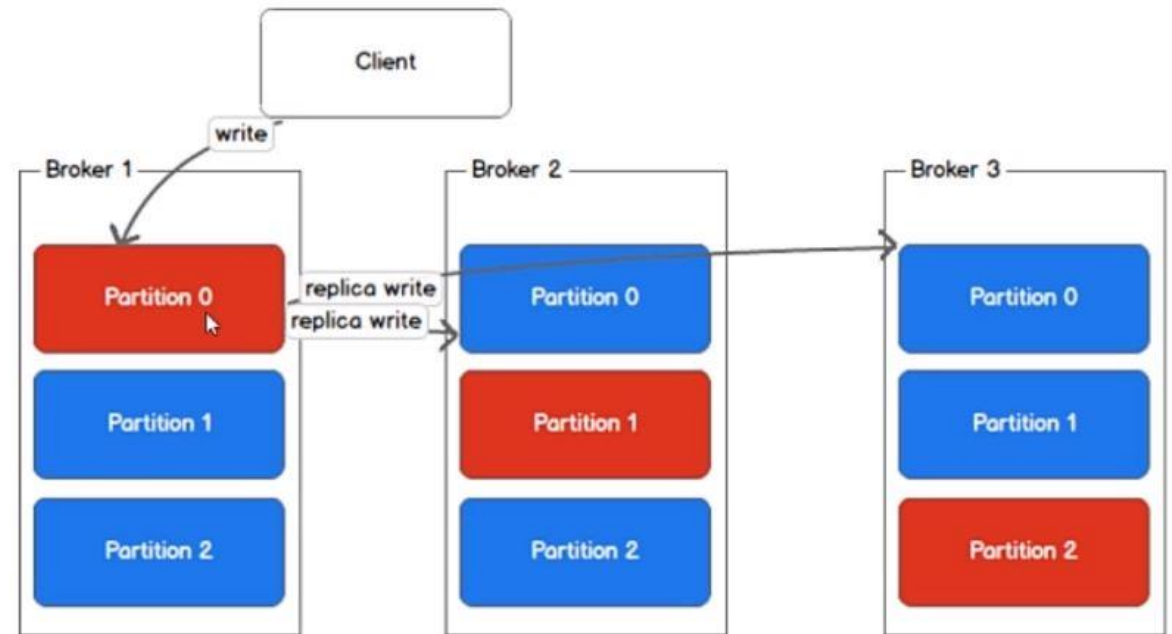 Client
write
Broker 1
Broker 2
Broker 3
Partition 0
replica write
replica write
Partition 0
Partition 0
Partition 1
Partition 1
Partition 1
Partition 2
Partition 2
Partition 2